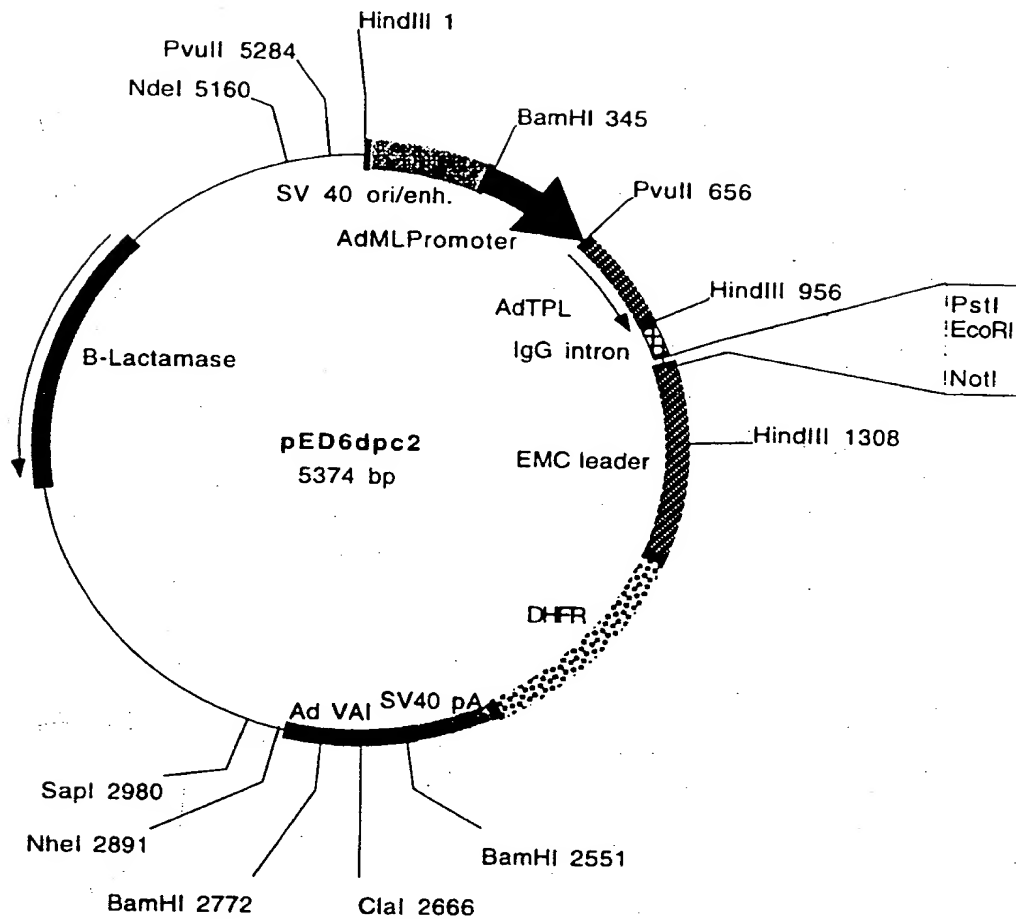 HindIII 1
PvuII 5284
NdeI 5160
BamHI 345
SV 40 ori/enh.
PvuII 656
AdMLPromoter
HindIII 956
AdTPL
PstI
EcoRI
IgG intron
NotI
B-Lactamase
HindIII 1308
pED6dpc2
EMC leader
5374 bp
DHFR
Ad VAI
SV40 pA
SapI 2980
NheI 2891
BamHI 2551
BamHI 2772
ClaI 2666